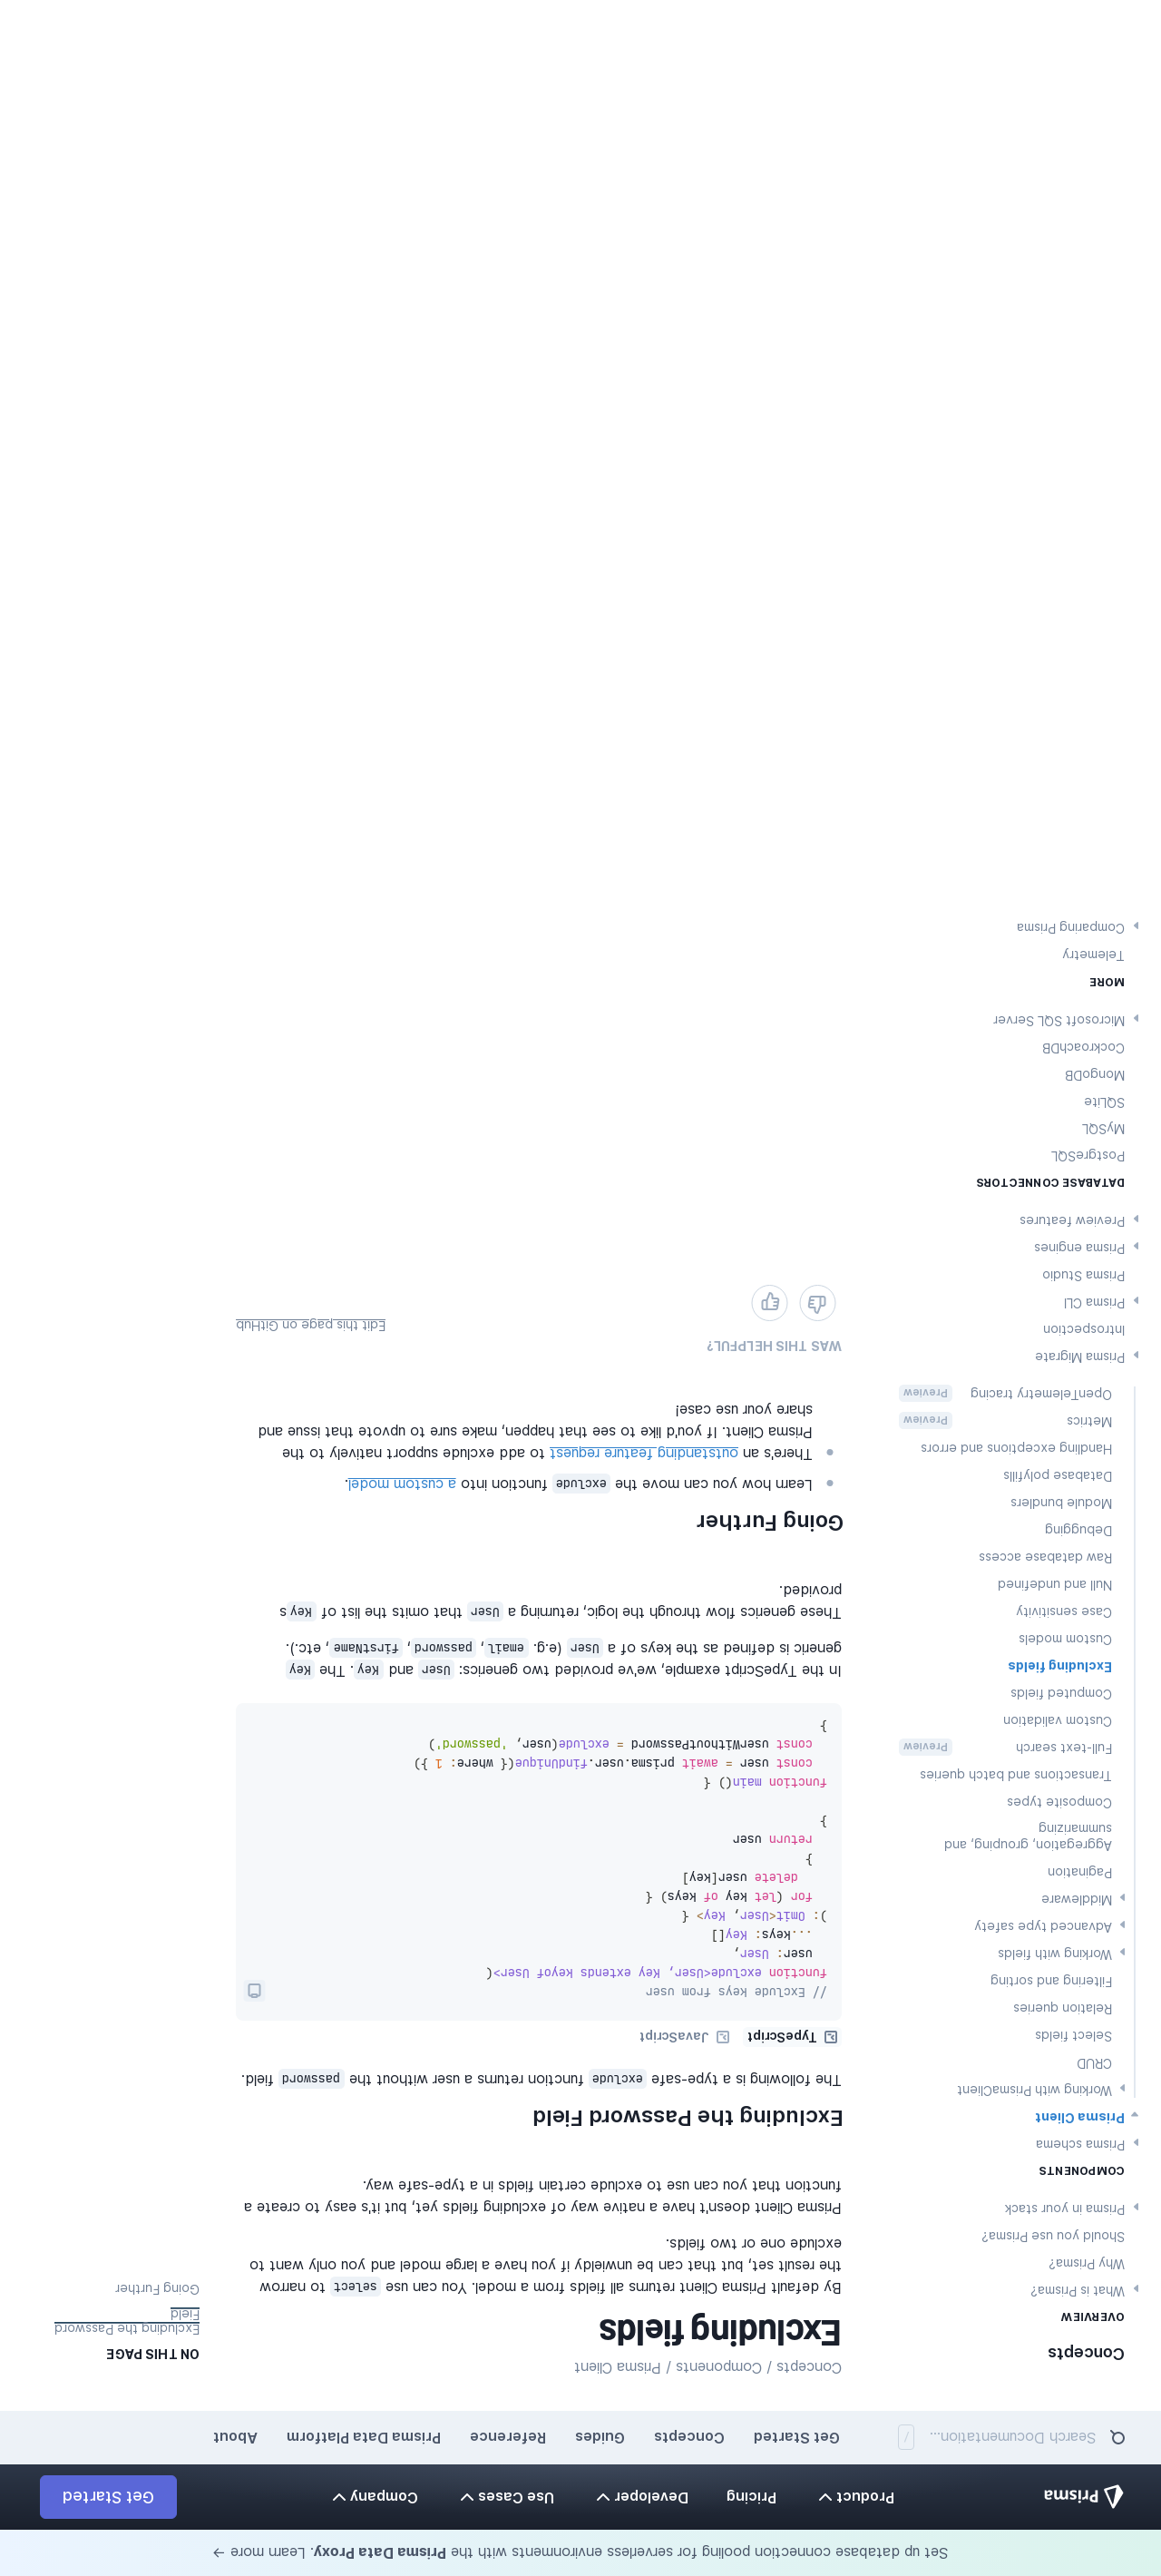 Set up database connection pooling for serverless environments with the Prisma Data Proxy. Learn more →
Prisma
Product
Pricing
Developer
Use Cases
Company
Get Started
Search Documentation...
/
Get Started
Concepts
Guides
Reference
Prisma Data Platform
About
Concepts
OVERVIEW
What is Prisma?
Why Prisma?
Should you use Prisma?
Prisma in your stack
COMPONENTS
Prisma schema
Prisma Client
Working with PrismaClient
CRUD
Select fields
Relation queries
Filtering and sorting
Working with fields
Advanced type safety
Middleware
Pagination
Aggregation, grouping, and
summarizing
Composite types
Transactions and batch queries
Full-text search Preview
Custom validation
Computed fields
Excluding fields
Custom models
Case sensitivity
Null and undefined
Raw database access
Debugging
Module bundlers
Database polyfills
Handling exceptions and errors
Metrics Preview
OpenTelemetry tracing Preview
Prisma Migrate
Introspection
Prisma CLI
Prisma Studio
Prisma engines
Preview features
DATABASE CONNECTORS
PostgreSQL
MySQL
SQLite
MongoDB
CockroachDB
Microsoft SQL Server
MORE
Telemetry
Comparing Prisma
Concepts / Components / Prisma Client
Excluding fields
By default Prisma Client returns all fields from a model. You can use select to narrow
the result set, but that can be unwieldy if you have a large model and you only want to
exclude one or two fields.
Prisma Client doesn't have a native way of excluding fields yet, but it's easy to create a
function that you can use to exclude certain fields in a type-safe way.
Excluding the Password Field
The following is a type-safe exclude function returns a user without the password field.
TypeScript
JavaScript
// Exclude keys from user
function exclude<User, Key extends keyof User>(
  user: User,
  ...keys: Key[]
): Omit<User, Key> {
  for (let key of keys) {
    delete user[key]
  }
  return user
}
function main() {
  const user = await prisma.user.findUnique({ where: 1 })
  const userWithoutPassword = exclude(user, 'password')
}
In the TypeScript example, we've provided two generics: User and Key. The Key
generic is defined as the keys of a User (e.g. email, password, firstName, etc.).
These generics flow through the logic, returning a User that omits the list of Keys
provided.
Going Further
Learn how you can move the exclude function into a custom model.
There's an outstanding feature request to add exclude support natively to the
Prisma Client. If you'd like to see that happen, make sure to upvote that issue and
share your use case!
WAS THIS HELPFUL?
Edit this page on GitHub
ON THIS PAGE
Excluding the Password
Field
Going Further